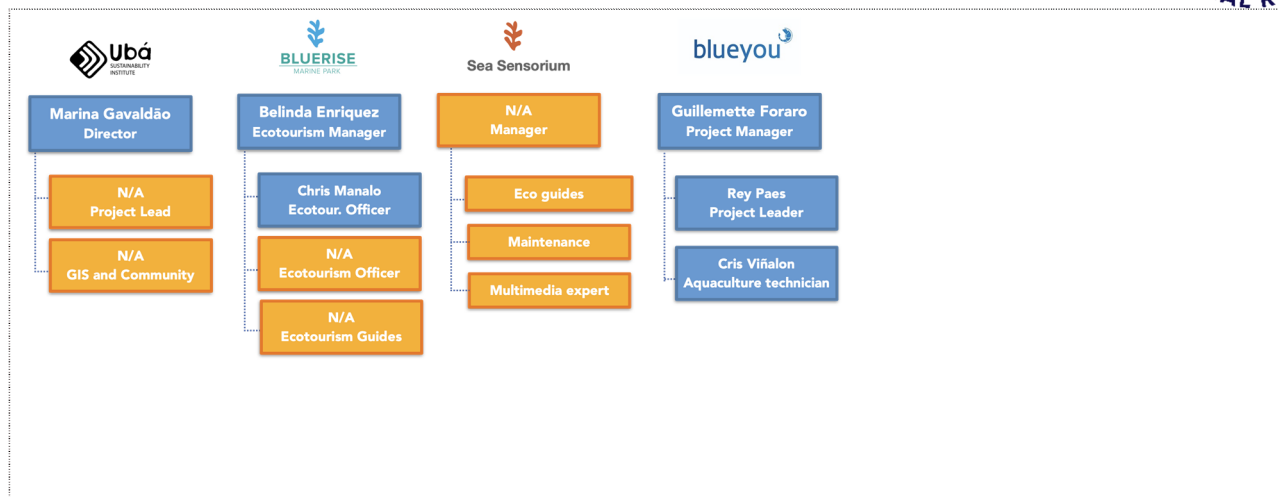 Ubá
SUSTAINABILITY
INSTITUTE
Marina Gavaldão
Director
N/A
Project Lead
N/A
GIS and Community
BLUERISE
MARINE PARK
Belinda Enriquez
Ecotourism Manager
Chris Manalo
Ecotour. Officer
N/A
Ecotourism Officer
N/A
Ecotourism Guides
Sea Sensorium
N/A
Manager
Eco guides
Maintenance
Multimedia expert
blueyou
Guillemette Foraro
Project Manager
Rey Paes
Project Leader
Cris Viñalon
Aquaculture technician